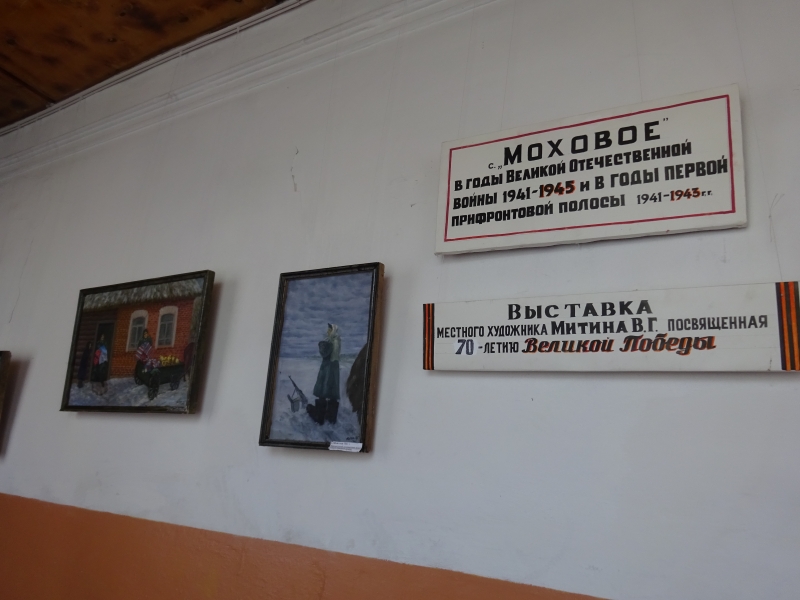 с. „МОХОВОЕ"
В ГОДЫ ВЕЛИКОЙ ОТЕЧЕСТВЕННОЙ
ВОЙНЫ 1941-1945 И В ГОДЫ ПЕРВОЙ
ПРИФРОНТОВОЙ ПОЛОСЫ 1941-1943 г.г.
ВЫСТАВКА
МЕСТНОГО ХУДОЖНИКА МИТИНА В.Г. ПОСВЯЩЕННАЯ
70-ЛЕТИЮ Великой Победы